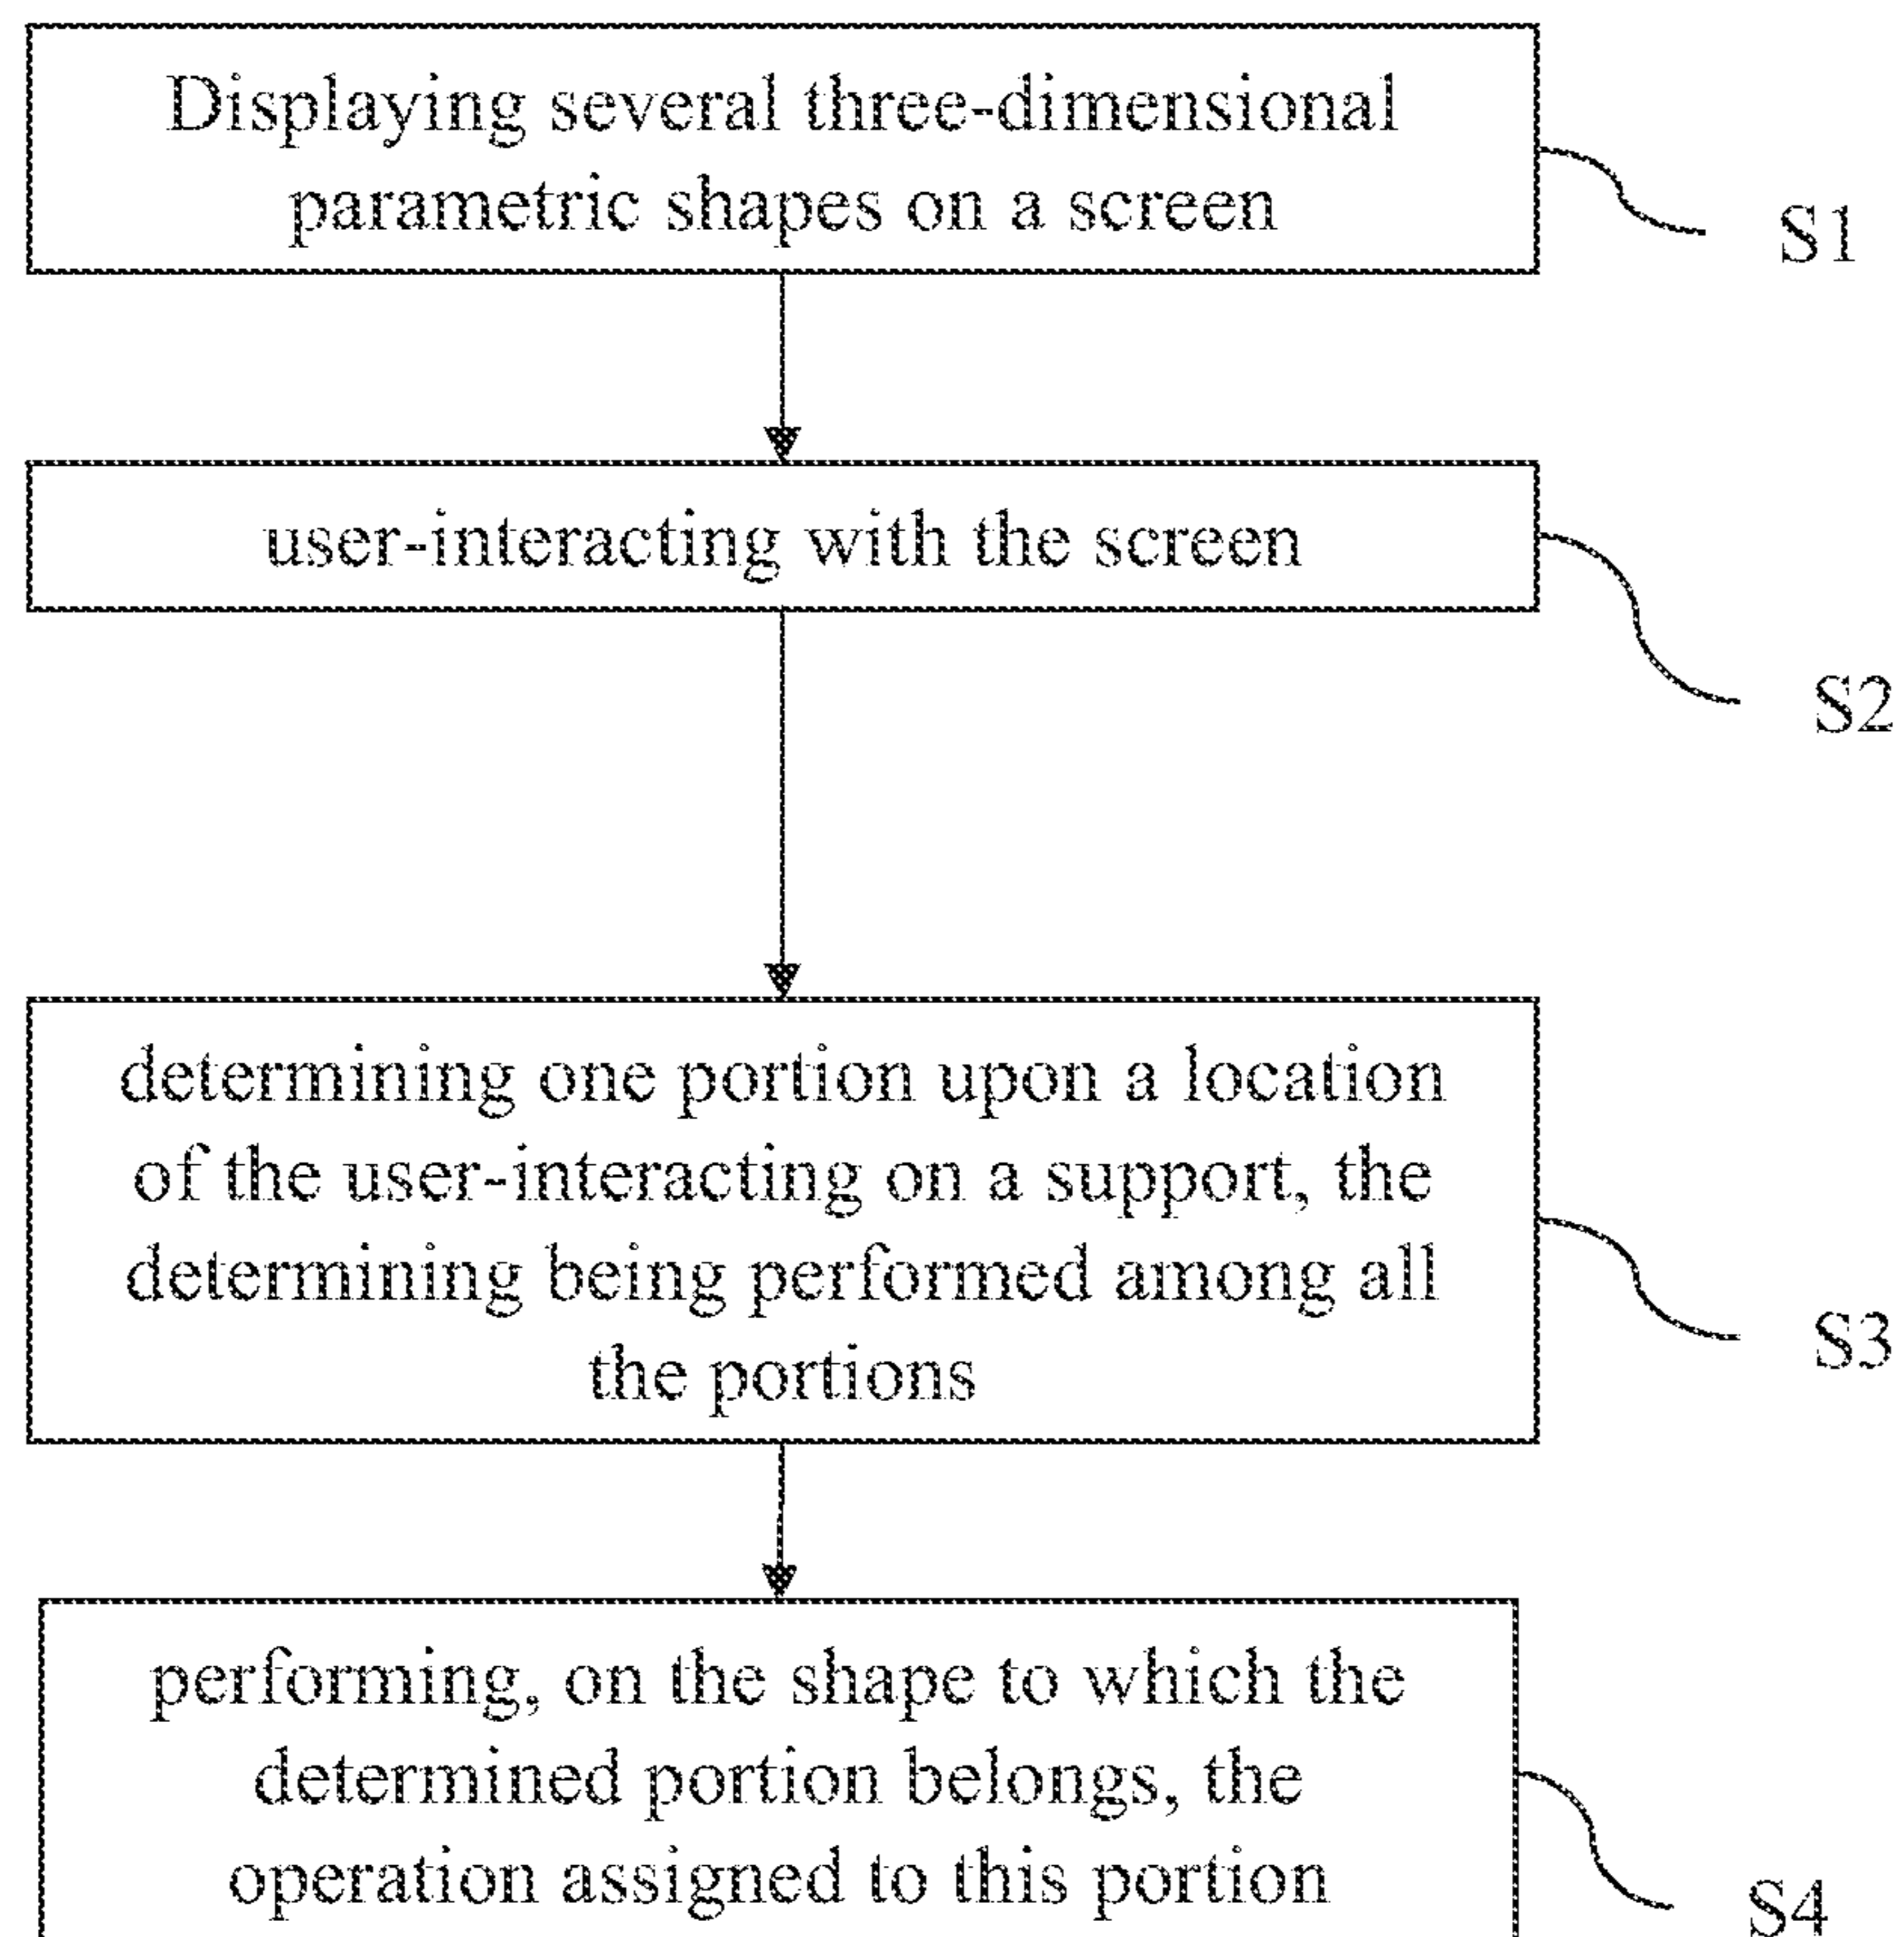 Displaying several three-dimensional
parametric shapes on a screen
S1
user-interacting with the screen
S2
determining one portion upon a location
of the user-interacting on a support, the
determining being performed among all
the portions
S3
performing, on the shape to which the
determined portion belongs, the
operation assigned to this portion
S4